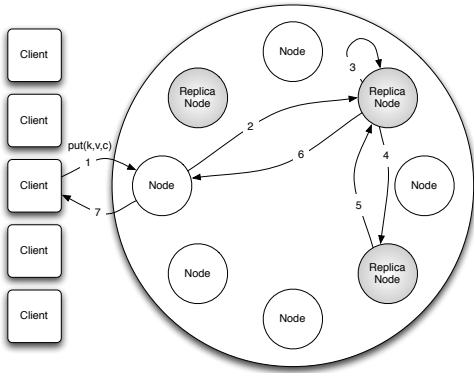 Client
Client
put(k,v,c)
1
Client
7
Client
Client
Node
Replica
Node
3
Replica
Node
2
6
4
Node
Node
5
Node
Replica
Node
Node